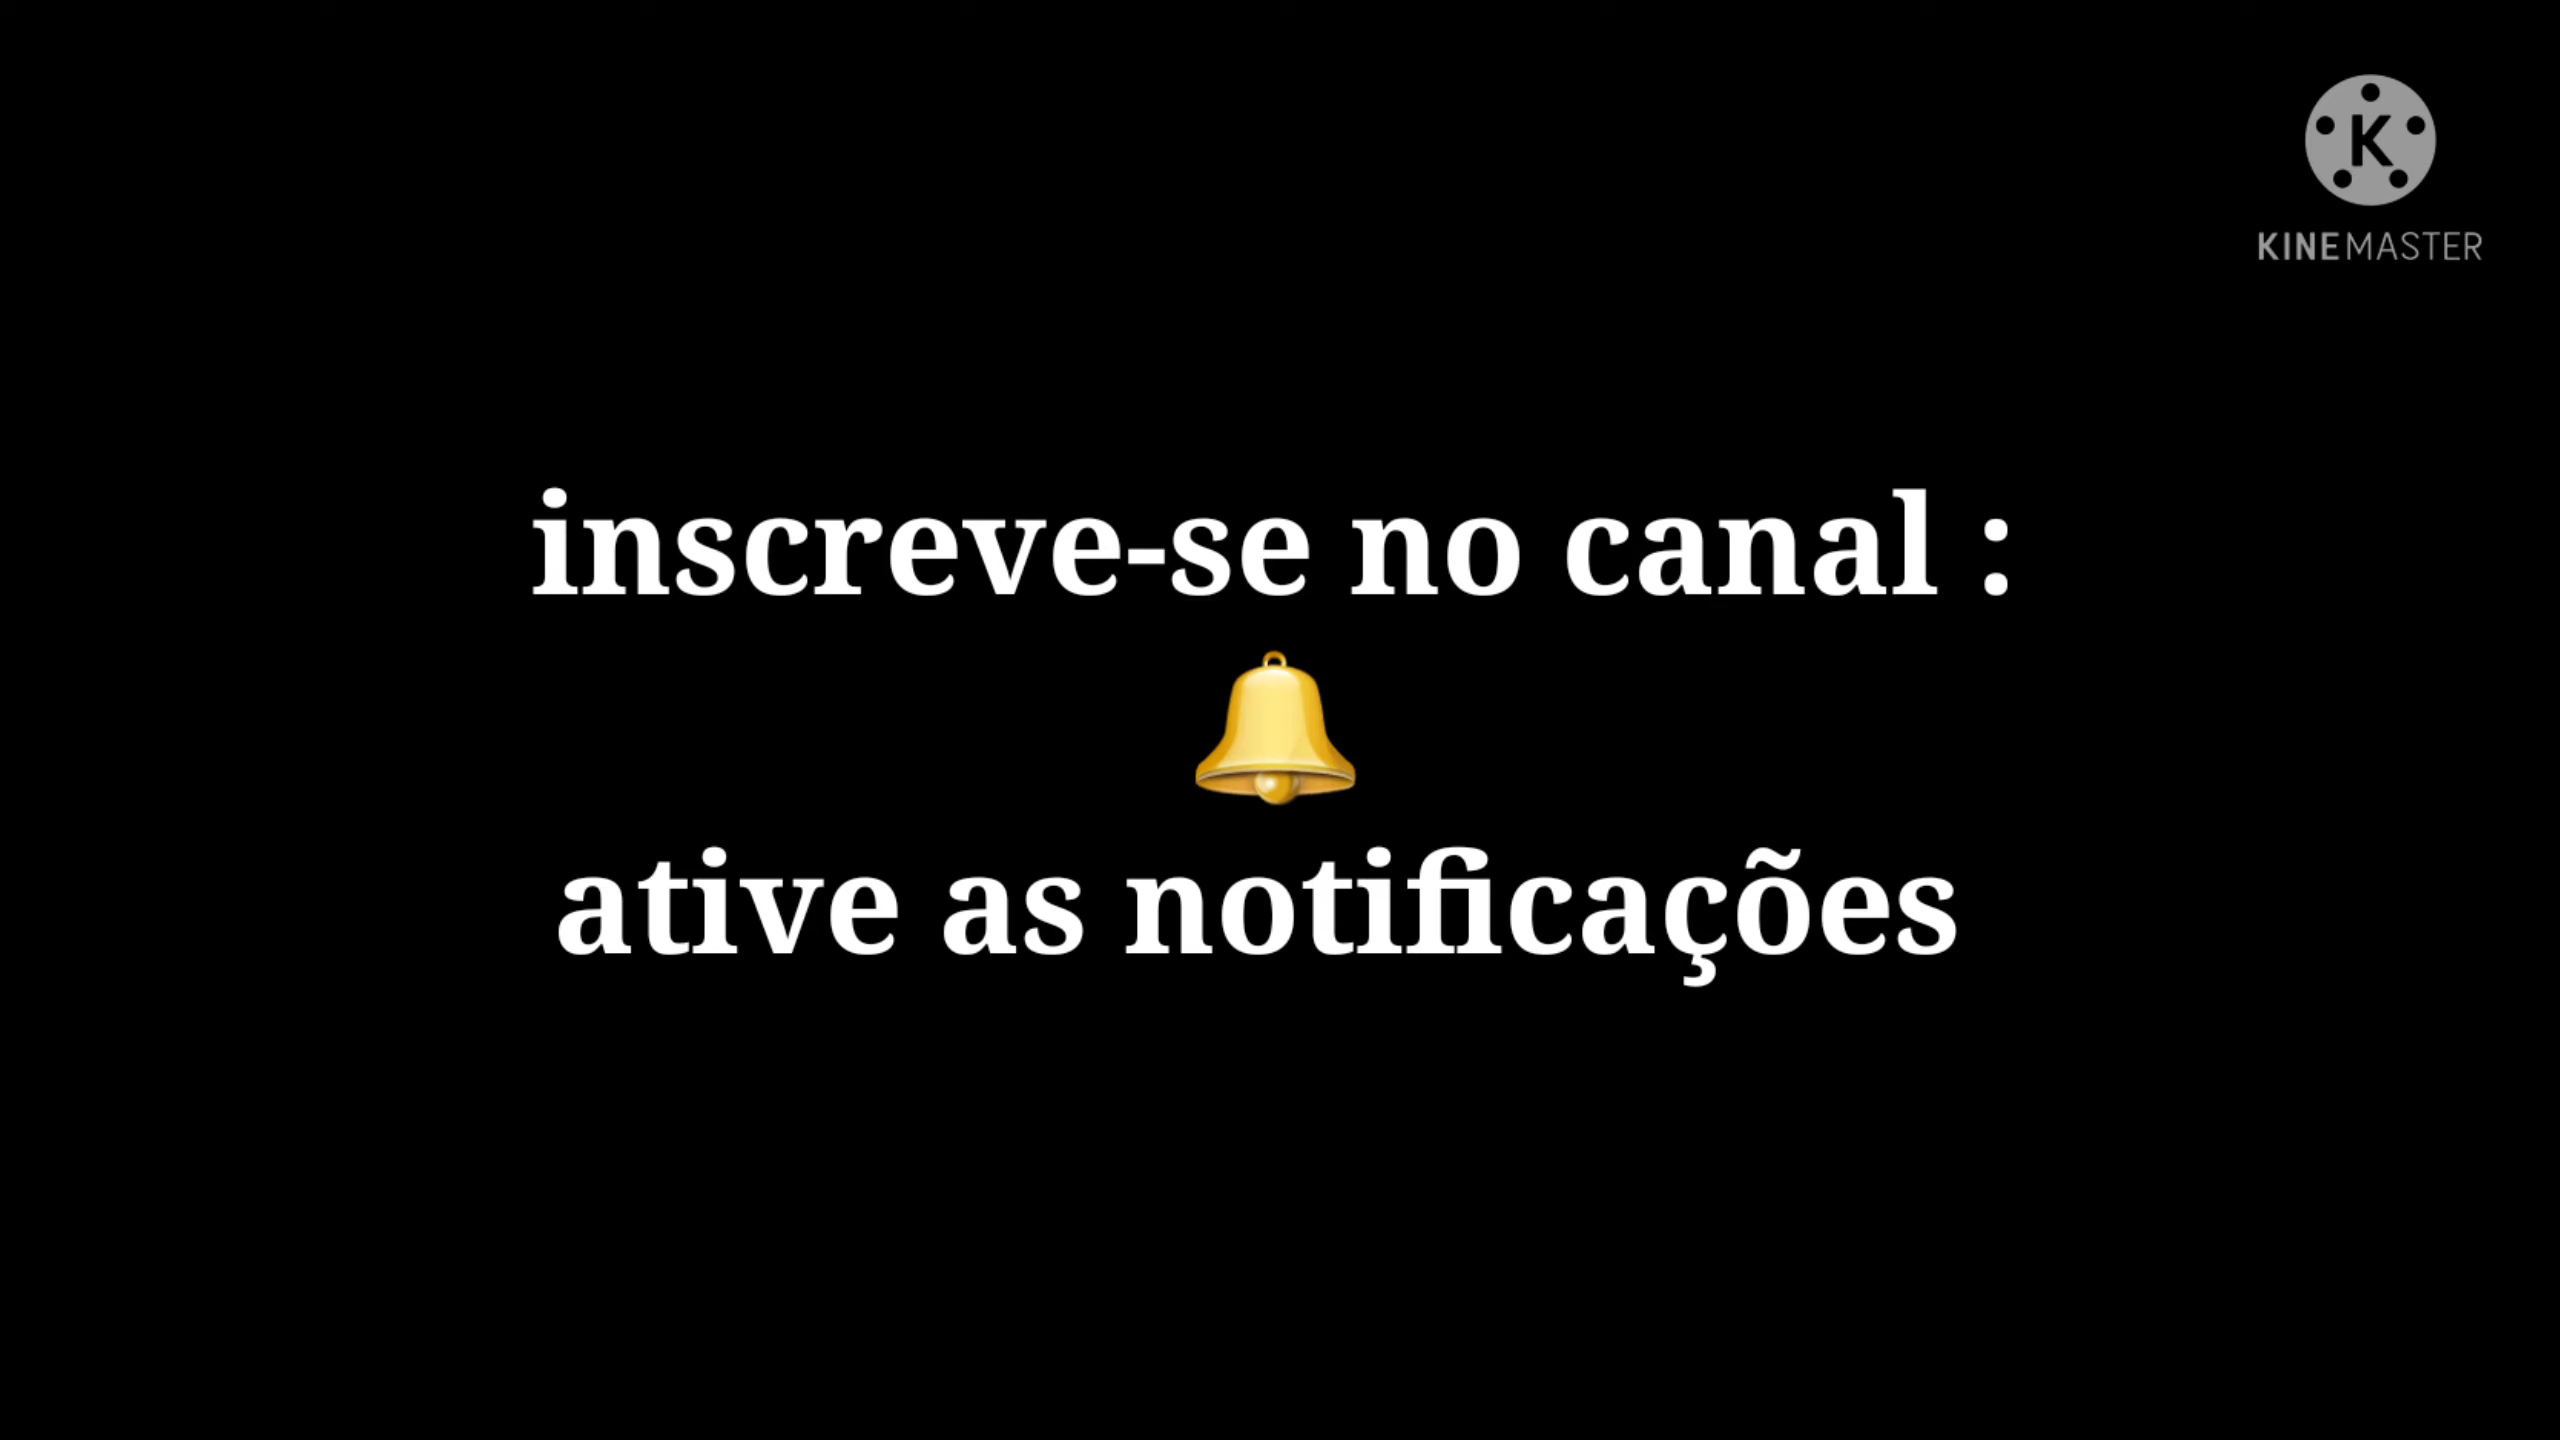 K
KINEMASTER
inscreve-se no canal :
🔔
ative as notificações